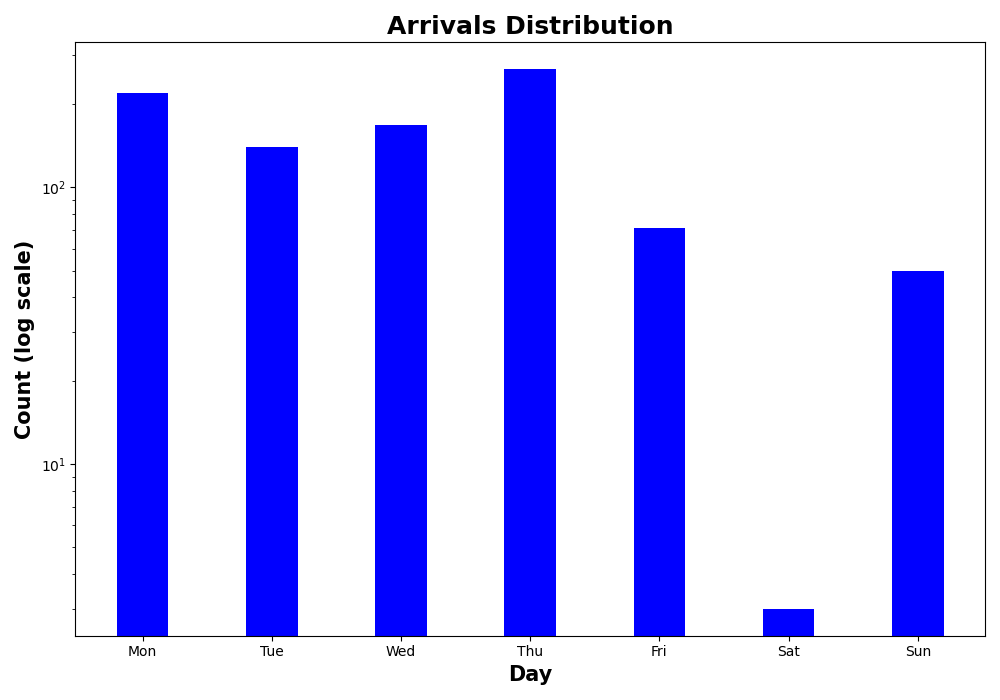 Arrivals Distribution
Count (log scale)
10²
10¹
Mon Tue Wed Thu Fri Sat Sun
Day